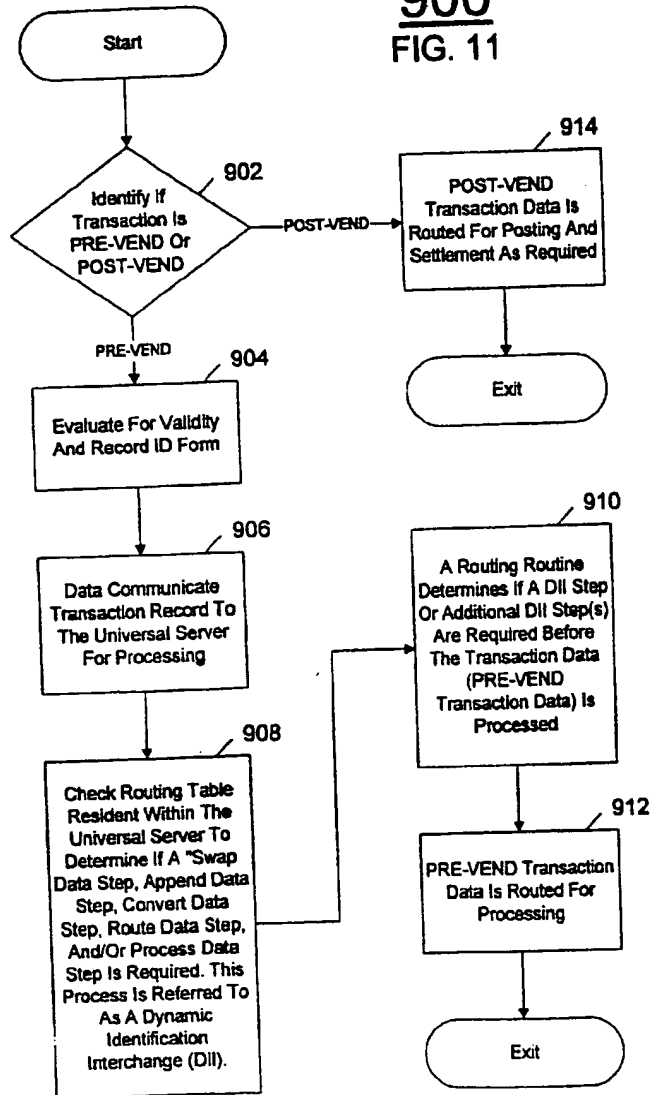 900
FIG. 11
Start
902
Identify If
Transaction Is
PRE-VEND Or
POST-VEND
POST-VEND
914
POST-VEND
Transaction Data Is
Routed For Posting And
Settlement As Required
Exit
PRE-VEND
904
Evaluate For Validity
And Record ID Form
906
Data Communicate
Transaction Record To
The Universal Server
For Processing
908
Check Routing Table
Resident Within The
Universal Server To
Determine If A "Swap
Data Step, Append Data
Step, Convert Data
Step, Route Data Step,
And/Or Process Data
Step Is Required. This
Process Is Referred To
As A Dynamic
Identification
Interchange (DII).
910
A Routing Routine
Determines If A DII Step
Or Additional DII Step(s)
Are Required Before
The Transaction Data
(PRE-VEND
Transaction Data) Is
Processed
912
PRE-VEND Transaction
Data Is Routed For
Processing
Exit